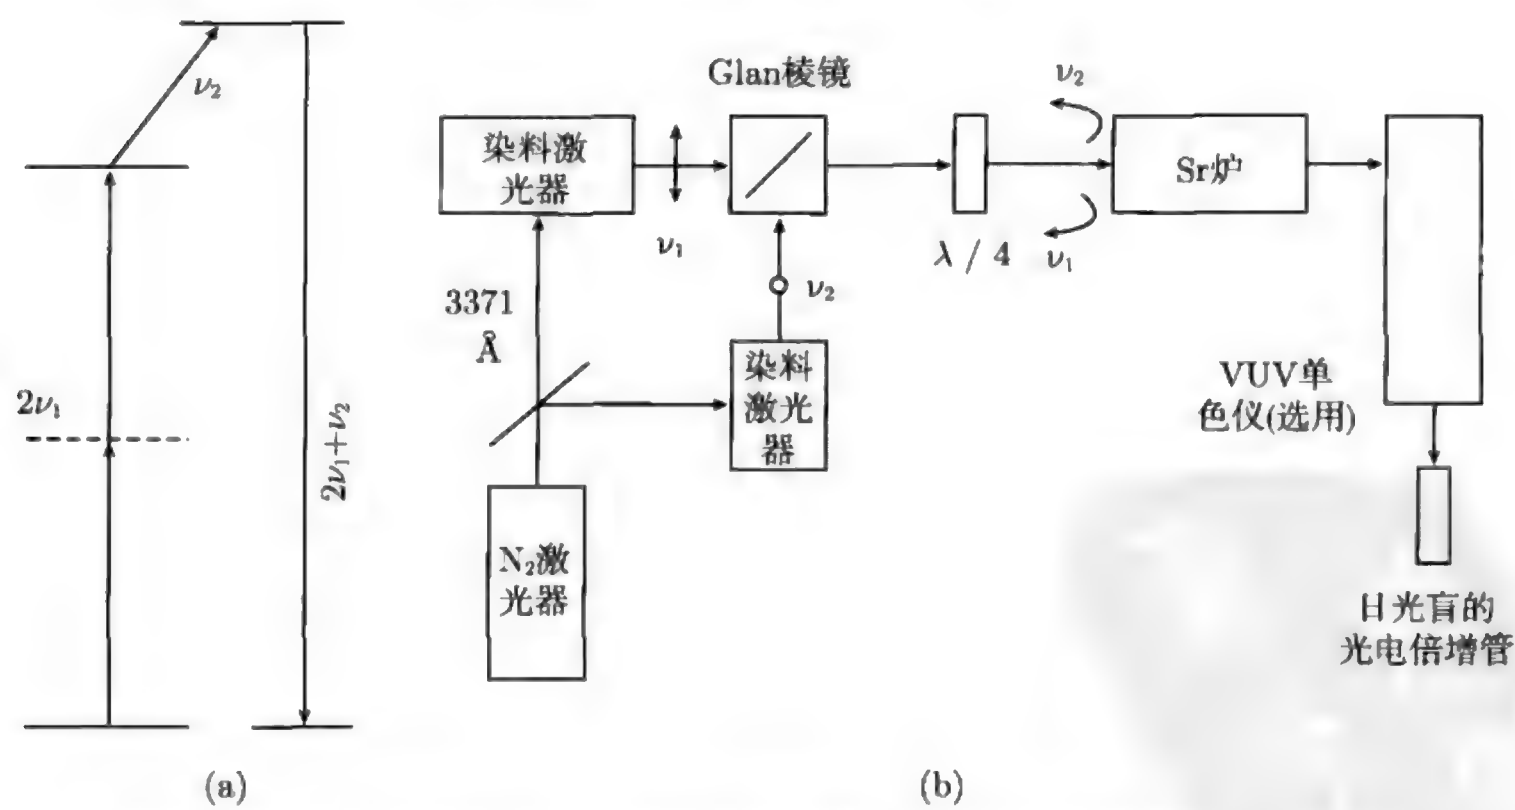 ν₂
2ν₁
2ν₁+ν₂
(a)
Glan棱镜
染料激
光器
ν₁
3371
Å
ν₂
染料
激光
器
N₂激
光器
λ / 4
ν₂
ν₁
Sr炉
VUV单
色仪(选用)
日光盲的
光电倍增管
(b)